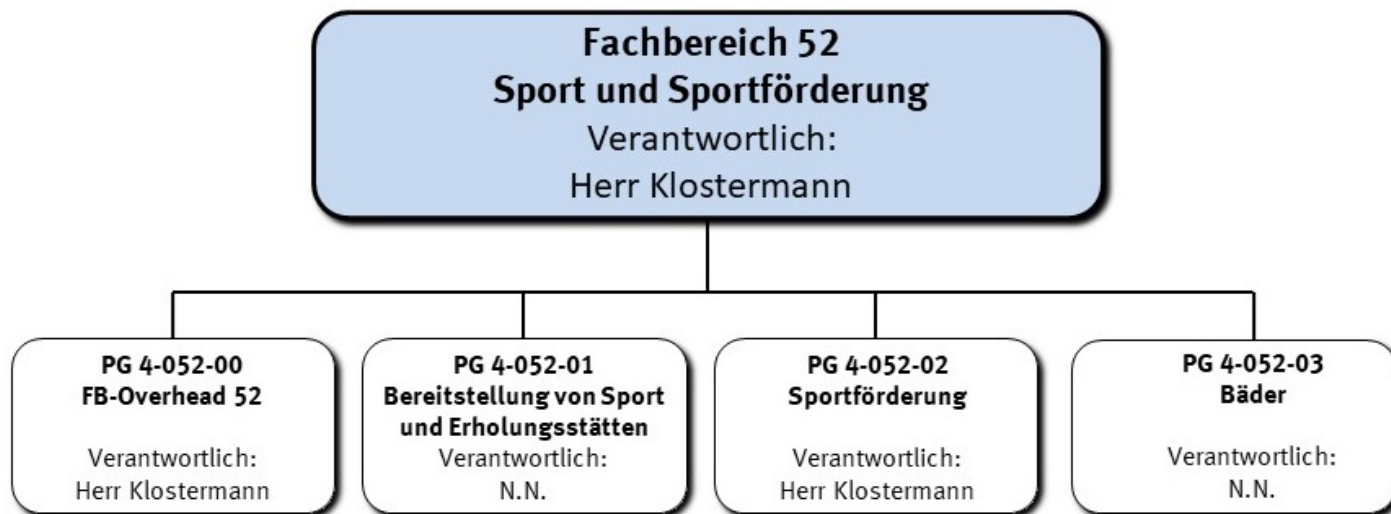 Fachbereich 52
Sport und Sportförderung
Verantwortlich:
Herr Klostermann
PG 4-052-00
FB-Overhead 52
Verantwortlich:
Herr Klostermann
PG 4-052-01
Bereitstellung von Sport
und Erholungsstätten
Verantwortlich:
N.N.
PG 4-052-02
Sportförderung
Verantwortlich:
Herr Klostermann
PG 4-052-03
Bäder
Verantwortlich:
N.N.